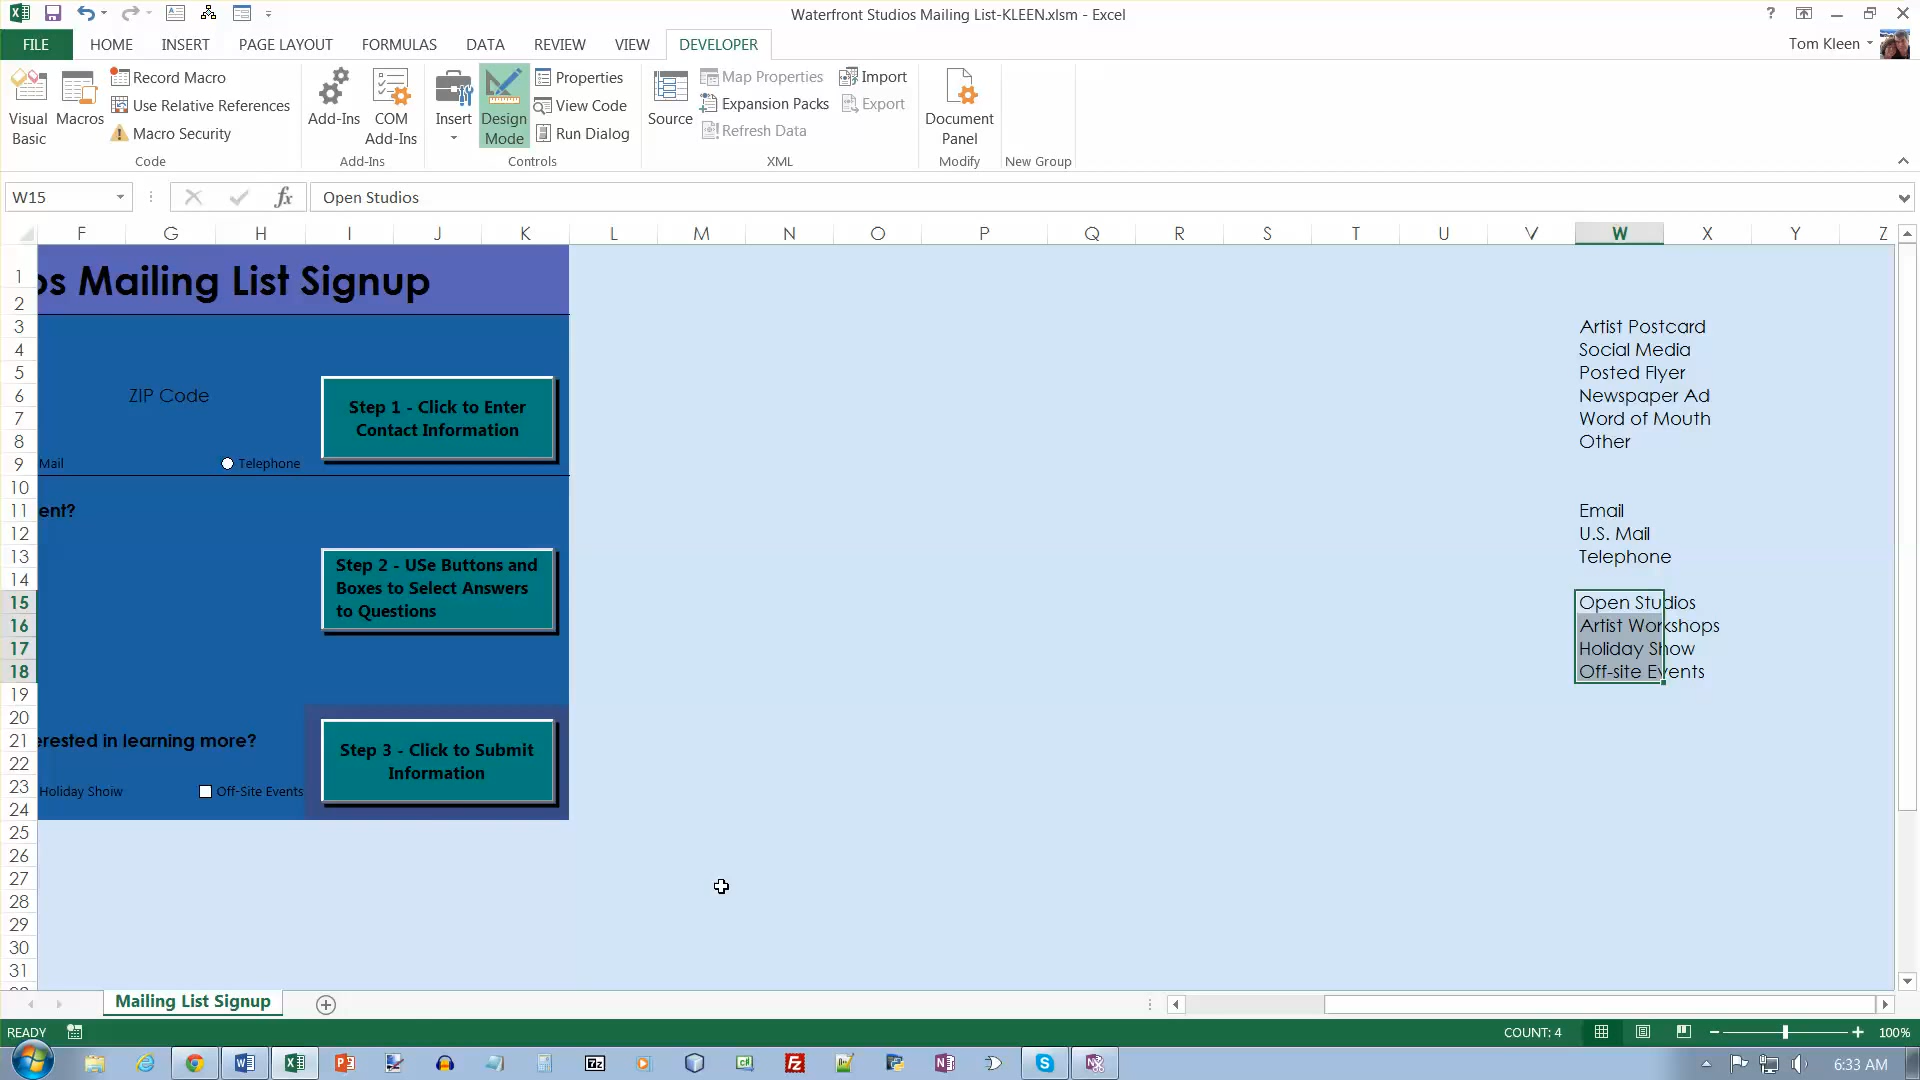 Waterfront Studios Mailing List-KLEEN.xlsm - Excel
FILE HOME INSERT PAGE LAYOUT FORMULAS DATA REVIEW VIEW DEVELOPER
Tom Kleen
Visual Basic
Macros
Record Macro
Use Relative References
Macro Security
Code
Add-Ins
COM Add-Ins
Add-Ins
Insert
Design Mode
Properties
View Code
Run Dialog
Controls
Source
Map Properties
Expansion Packs
Refresh Data
Import
Export
XML
Document Panel
Modify
New Group
W15
fx
Open Studios
F G H I J K L M N O P Q R S T U V W X Y Z
1
2
3
4
5
6
7
8
9
10
11
12
13
14
15
16
17
18
19
20
21
22
23
24
25
26
27
28
29
30
31
os Mailing List Signup
ZIP Code
Mail
Telephone
Step 1 - Click to Enter
Contact Information
ent?
Step 2 - USe Buttons and
Boxes to Select Answers
to Questions
erested in learning more?
Holiday Shoiw
Off-Site Events
Step 3 - Click to Submit
Information
Artist Postcard
Social Media
Posted Flyer
Newspaper Ad
Word of Mouth
Other
Email
U.S. Mail
Telephone
Open Studios
Artist Workshops
Holiday Show
Off-site Events
Mailing List Signup
READY
COUNT: 4
100%
6:33 AM